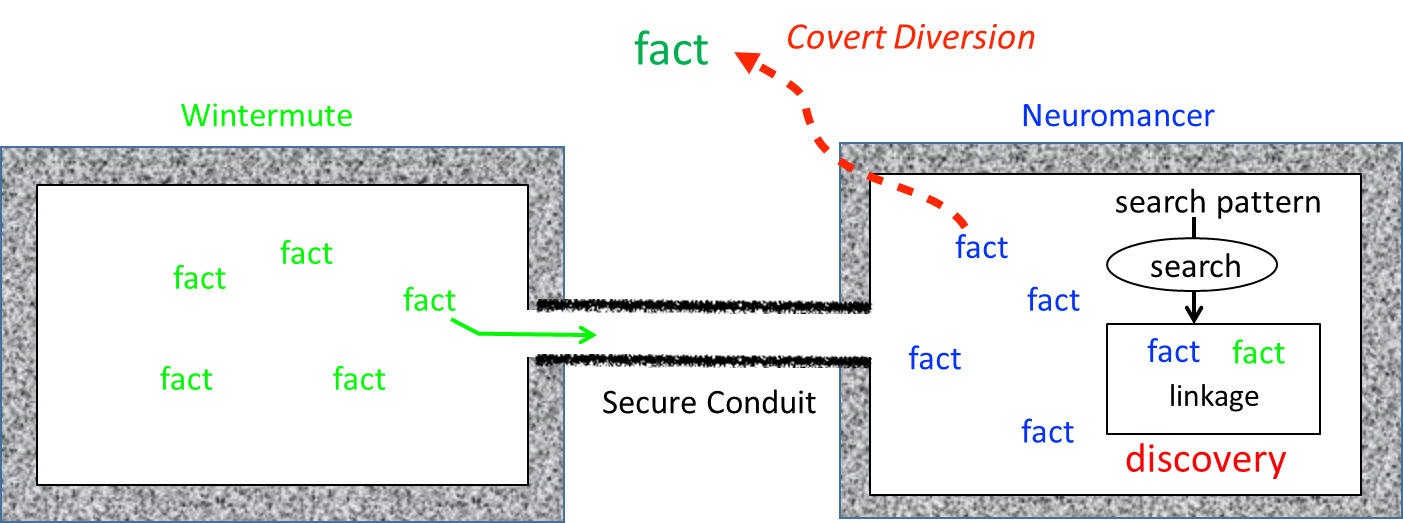 fact
Covert Diversion
Wintermute
Neuromancer
search pattern
fact
fact
search
fact
fact
fact
fact
fact
fact
fact
fact
linkage
Secure Conduit
fact
discovery